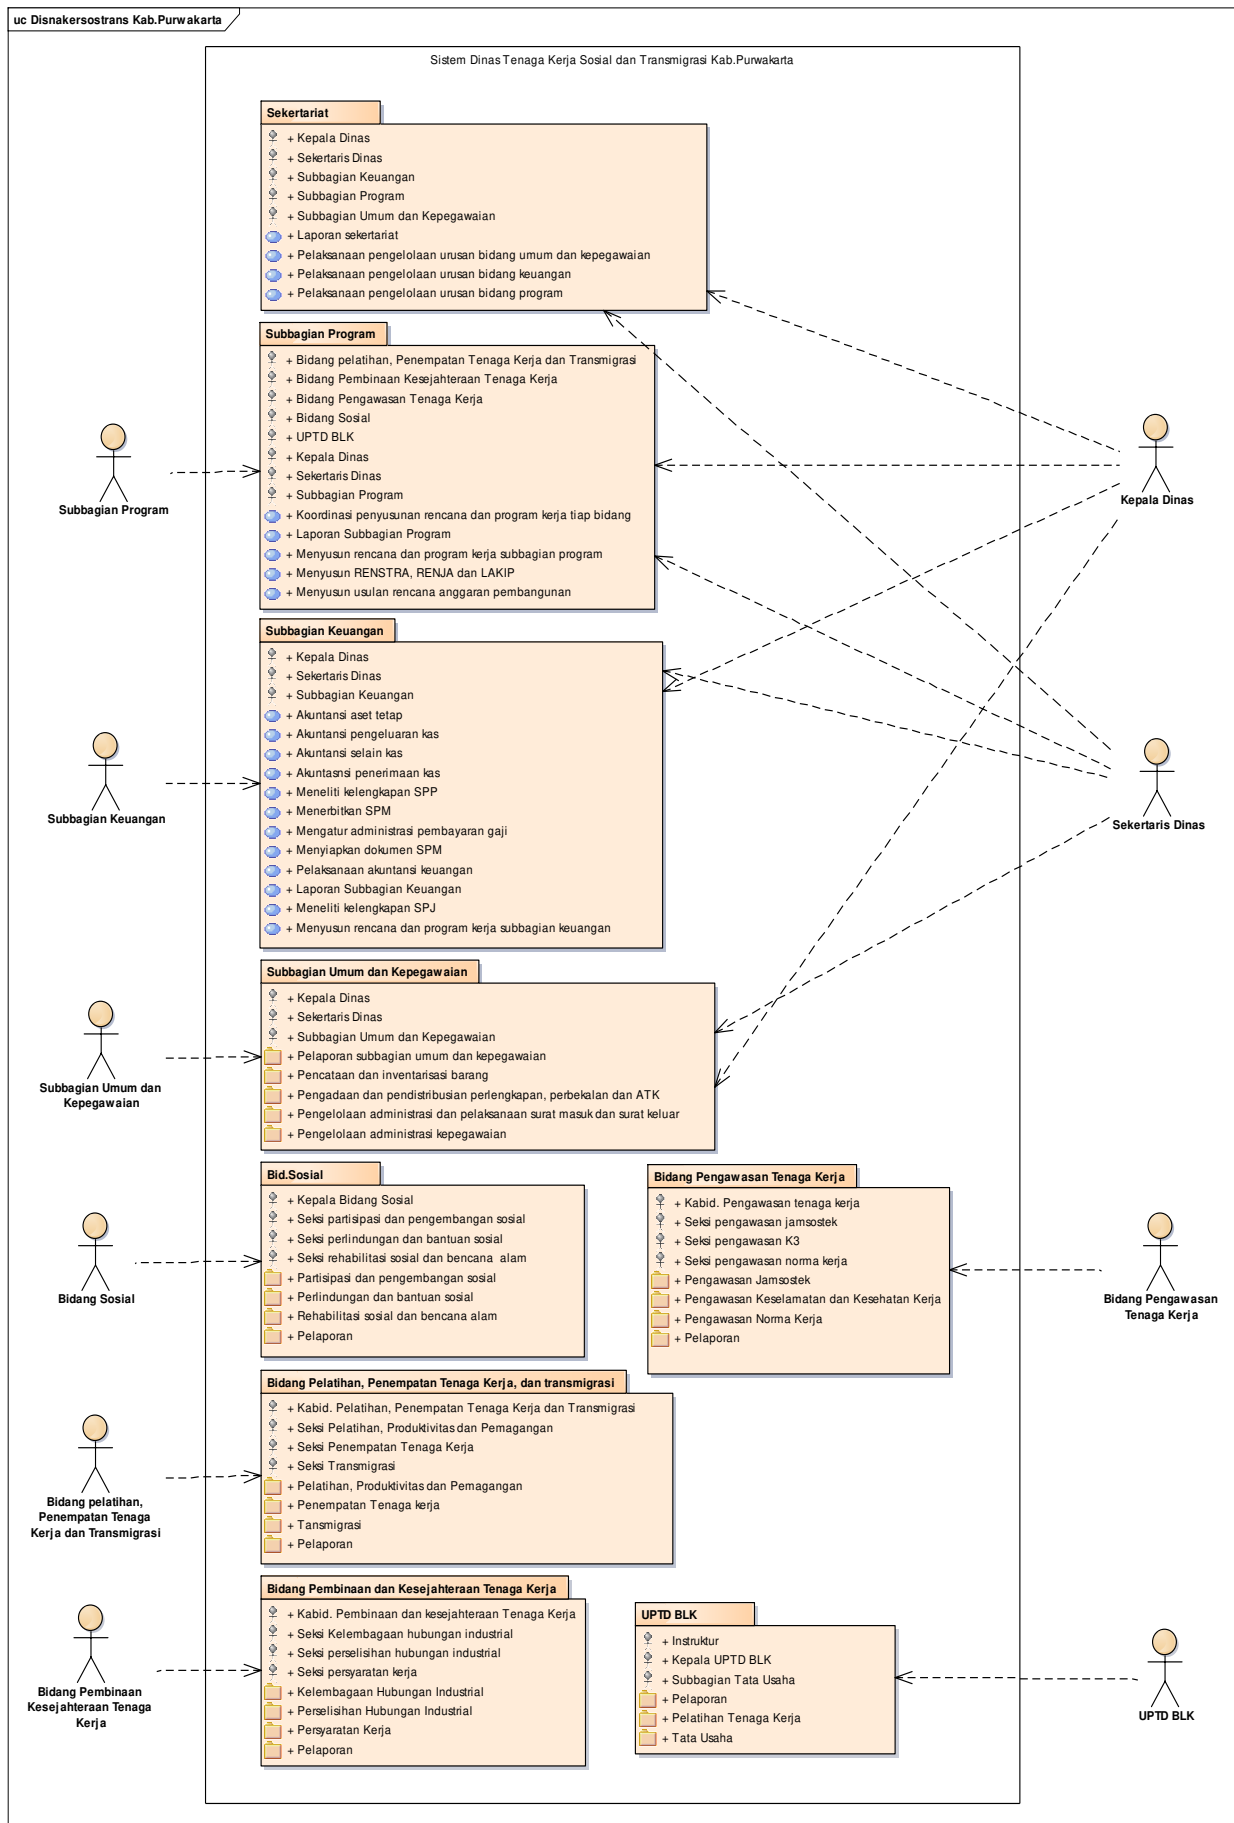 uc Disnakersostrans Kab.Purwakarta
Sistem Dinas Tenaga Kerja Sosial dan Transmigrasi Kab.Purwakarta
Sekertariat
+ Kepala Dinas
+ Sekertaris Dinas
+ Subbagian Keuangan
+ Subbagian Program
+ Subbagian Umum dan Kepegawaian
+ Laporan sekertariat
+ Pelaksanaan pengelolaan urusan bidang umum dan kepegawaian
+ Pelaksanaan pengelolaan urusan bidang keuangan
+ Pelaksanaan pengelolaan urusan bidang program
Subbagian Program
+ Bidang pelatihan, Penempatan Tenaga Kerja dan Transmigrasi
+ Bidang Pembinaan Kesejahteraan Tenaga Kerja
+ Bidang Pengawasan Tenaga Kerja
+ Bidang Sosial
+ UPTD BLK
+ Kepala Dinas
+ Sekertaris Dinas
+ Subbagian Program
+ Koordinasi penyusunan rencana dan program kerja tiap bidang
+ Laporan Subbagian Program
+ Menyusun rencana dan program kerja subbagian program
+ Menyusun RENSTRA, RENJA dan LAKIP
+ Menyusun usulan rencana anggaran pembangunan
Subbagian Program
Kepala Dinas
Subbagian Keuangan
+ Kepala Dinas
+ Sekertaris Dinas
+ Subbagian Keuangan
+ Akuntansi aset tetap
+ Akuntansi pengeluaran kas
+ Akuntansi selain kas
+ Akuntasnsi penerimaan kas
+ Meneliti kelengkapan SPP
+ Menerbitkan SPM
+ Mengatur administrasi pembayaran gaji
+ Menyiapkan dokumen SPM
+ Pelaksanaan akuntansi keuangan
+ Laporan Subbagian Keuangan
+ Meneliti kelengkapan SPJ
+ Menyusun rencana dan program kerja subbagian keuangan
Subbagian Keuangan
Sekertaris Dinas
Subbagian Umum dan Kepegawaian
+ Kepala Dinas
+ Sekertaris Dinas
+ Subbagian Umum dan Kepegawaian
+ Pelaporan subbagian umum dan kepegawaian
+ Pencataan dan inventarisasi barang
+ Pengadaan dan pendistribusian perlengkapan, perbekalan dan ATK
+ Pengelolaan administrasi dan pelaksanaan surat masuk dan surat keluar
+ Pengelolaan administrasi kepegawaian
Subbagian Umum dan
Kepegawaian
Bid.Sosial
+ Kepala Bidang Sosial
+ Seksi partisipasi dan pengembangan sosial
+ Seksi perlindungan dan bantuan sosial
+ Seksi rehabilitasi sosial dan bencana alam
+ Partisipasi dan pengembangan sosial
+ Perlindungan dan bantuan sosial
+ Rehabilitasi sosial dan bencana alam
+ Pelaporan
Bidang Sosial
Bidang Pengawasan Tenaga Kerja
+ Kabid. Pengawasan tenaga kerja
+ Seksi pengawasan jamsostek
+ Seksi pengawasan K3
+ Seksi pengawasan norma kerja
+ Pengawasan Jamsostek
+ Pengawasan Keselamatan dan Kesehatan Kerja
+ Pengawasan Norma Kerja
+ Pelaporan
Bidang Pengawasan
Tenaga Kerja
Bidang Pelatihan, Penempatan Tenaga Kerja, dan transmigrasi
+ Kabid. Pelatihan, Penempatan Tenaga Kerja dan Transmigrasi
+ Seksi Pelatihan, Produktivitas dan Pemagangan
+ Seksi Penempatan Tenaga Kerja
+ Seksi Transmigrasi
+ Pelatihan, Produktivitas dan Pemagangan
+ Penempatan Tenaga kerja
+ Tansmigrasi
+ Pelaporan
Bidang pelatihan,
Penempatan Tenaga
Kerja dan Transmigrasi
Bidang Pembinaan dan Kesejahteraan Tenaga Kerja
+ Kabid. Pembinaan dan kesejahteraan Tenaga Kerja
+ Seksi Kelembagaan hubungan industrial
+ Seksi perselisihan hubungan industrial
+ Seksi persyaratan kerja
+ Kelembagaan Hubungan Industrial
+ Perselisihan Hubungan Industrial
+ Persyaratan Kerja
+ Pelaporan
Bidang Pembinaan
Kesejahteraan Tenaga
Kerja
UPTD BLK
+ Instruktur
+ Kepala UPTD BLK
+ Subbagian Tata Usaha
+ Pelaporan
+ Pelatihan Tenaga Kerja
+ Tata Usaha
UPTD BLK